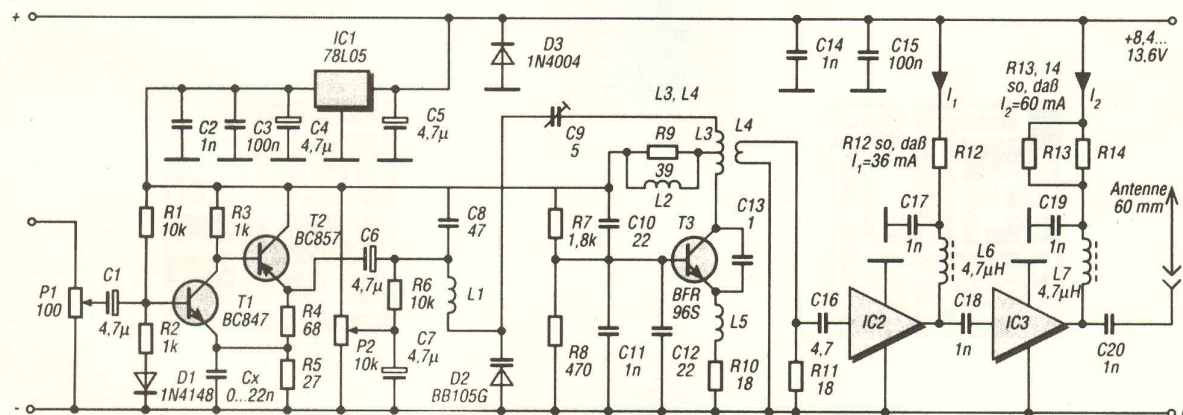 +
IC1
78L05
D3
1N4004
C14
1n
C15
100n
+8,4...
13,6V
C2
1n
C3
100n
C4
4,7µ
C5
4,7µ
C9
5
L3, L4
L3
L4
R9
39
L2
I₁
R12 so, daß
I₁=36 mA
R12
R13, 14
so, daß
I₂=60 mA
I₂
R13
R14
Antenne
60 mm
R1
10k
R3
1k
T2
BC857
C6
4,7µ
C8
47
R7
1,8k
C10
22
T3
BFR
96S
C13
1
C17
1n
L6
4,7µH
C19
1n
L7
4,7µH
P1
100
C1
4,7µ
T1
BC847
R2
1k
R4
68
R5
27
D1
1N4148
Cx
0...22n
P2
10k
R6
10k
C7
4,7µ
L1
D2
BB105G
R8
470
C11
1n
C12
22
L5
R10
18
C16
4,7
R11
18
IC2
C18
1n
IC3
C20
1n
-